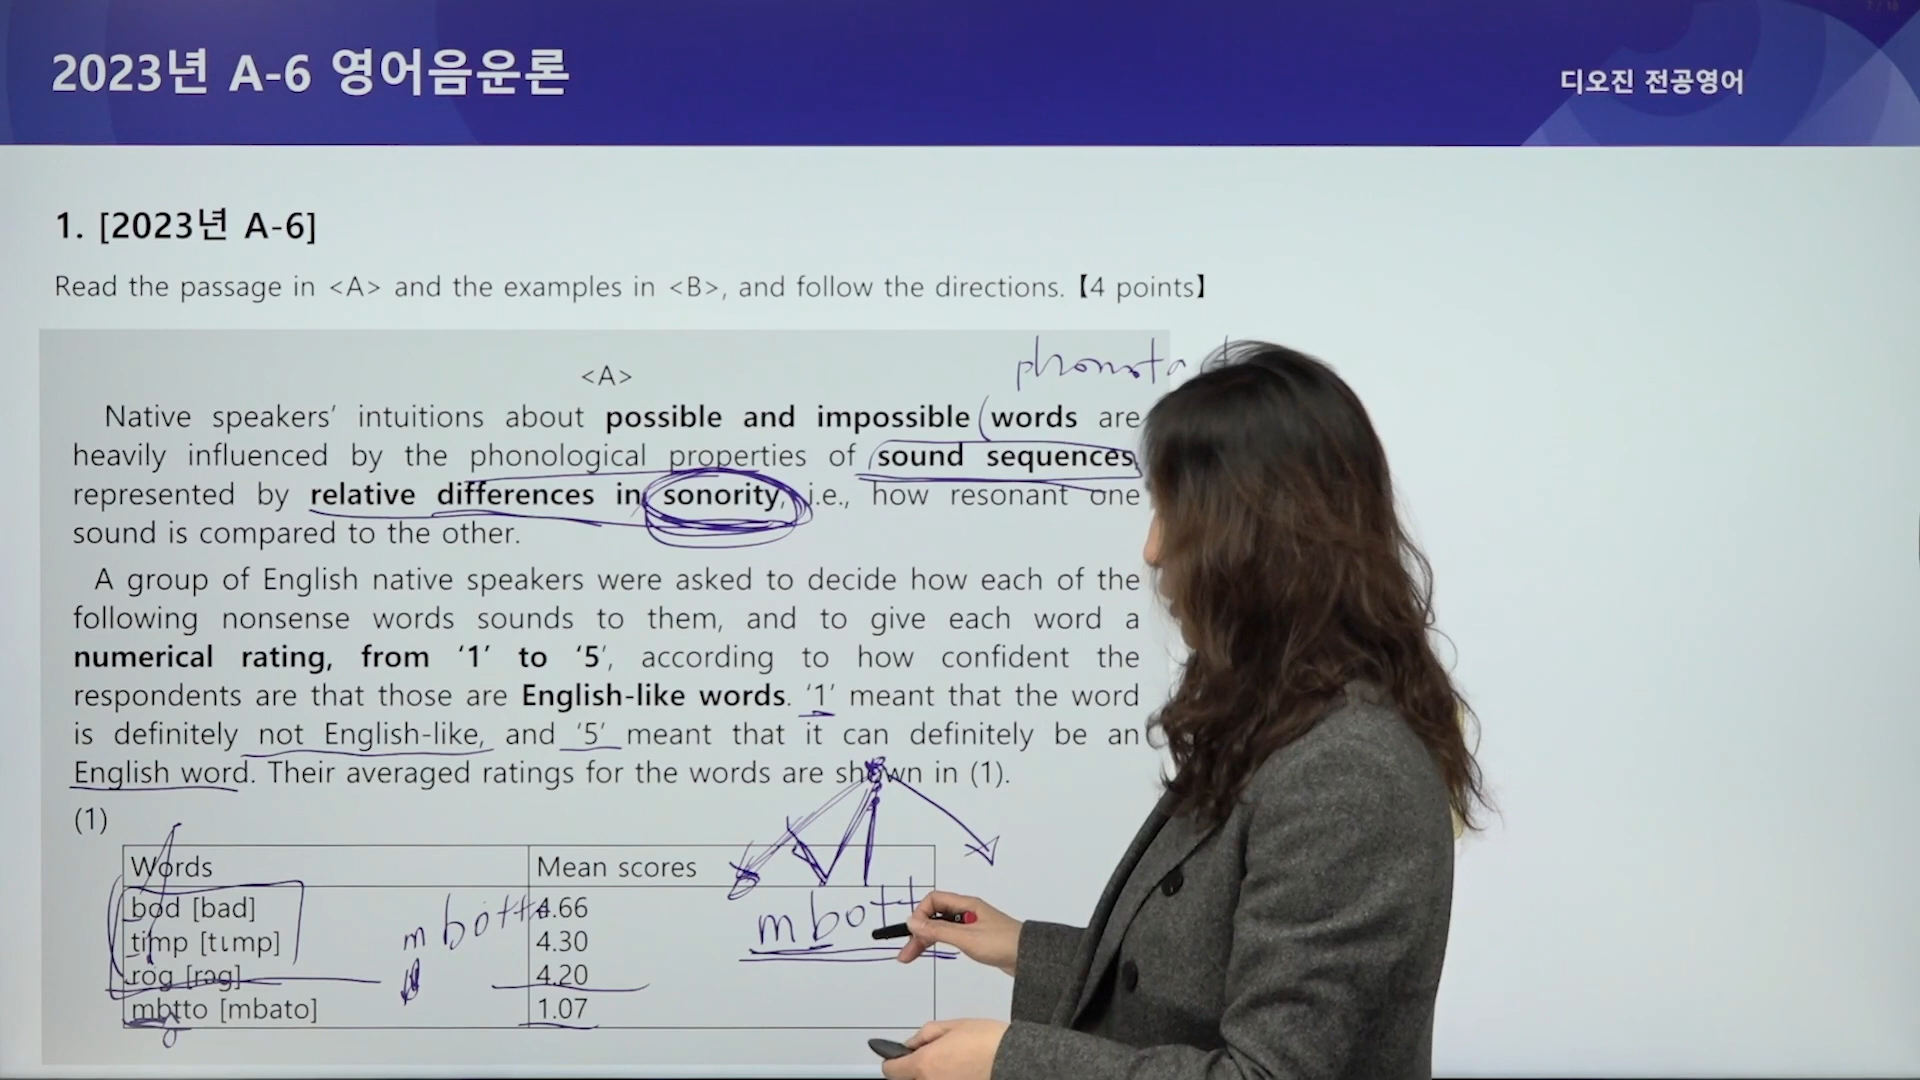 2023년 A-6 영어음운론
디오진 전공영어
1. [2023년 A-6]
Read the passage in <A> and the examples in <B>, and follow the directions.【4 points】
<A>
phonota
Native speakers’ intuitions about possible and impossible words are
heavily influenced by the phonological properties of sound sequences,
represented by relative differences in sonority, i.e., how resonant one
sound is compared to the other.
A group of English native speakers were asked to decide how each of the
following nonsense words sounds to them, and to give each word a
numerical rating, from ‘1’ to ‘5’, according to how confident the
respondents are that those are English-like words. ‘1’ meant that the word
is definitely not English-like, and ‘5’ meant that it can definitely be an
English word. Their averaged ratings for the words are shown in (1).
(1)
Words Mean scores
bod [bad] 4.66
timp [tɩmp] 4.30
rog [rɔg] 4.20
mbtto [mbato] 1.07
mbott
mbott
o